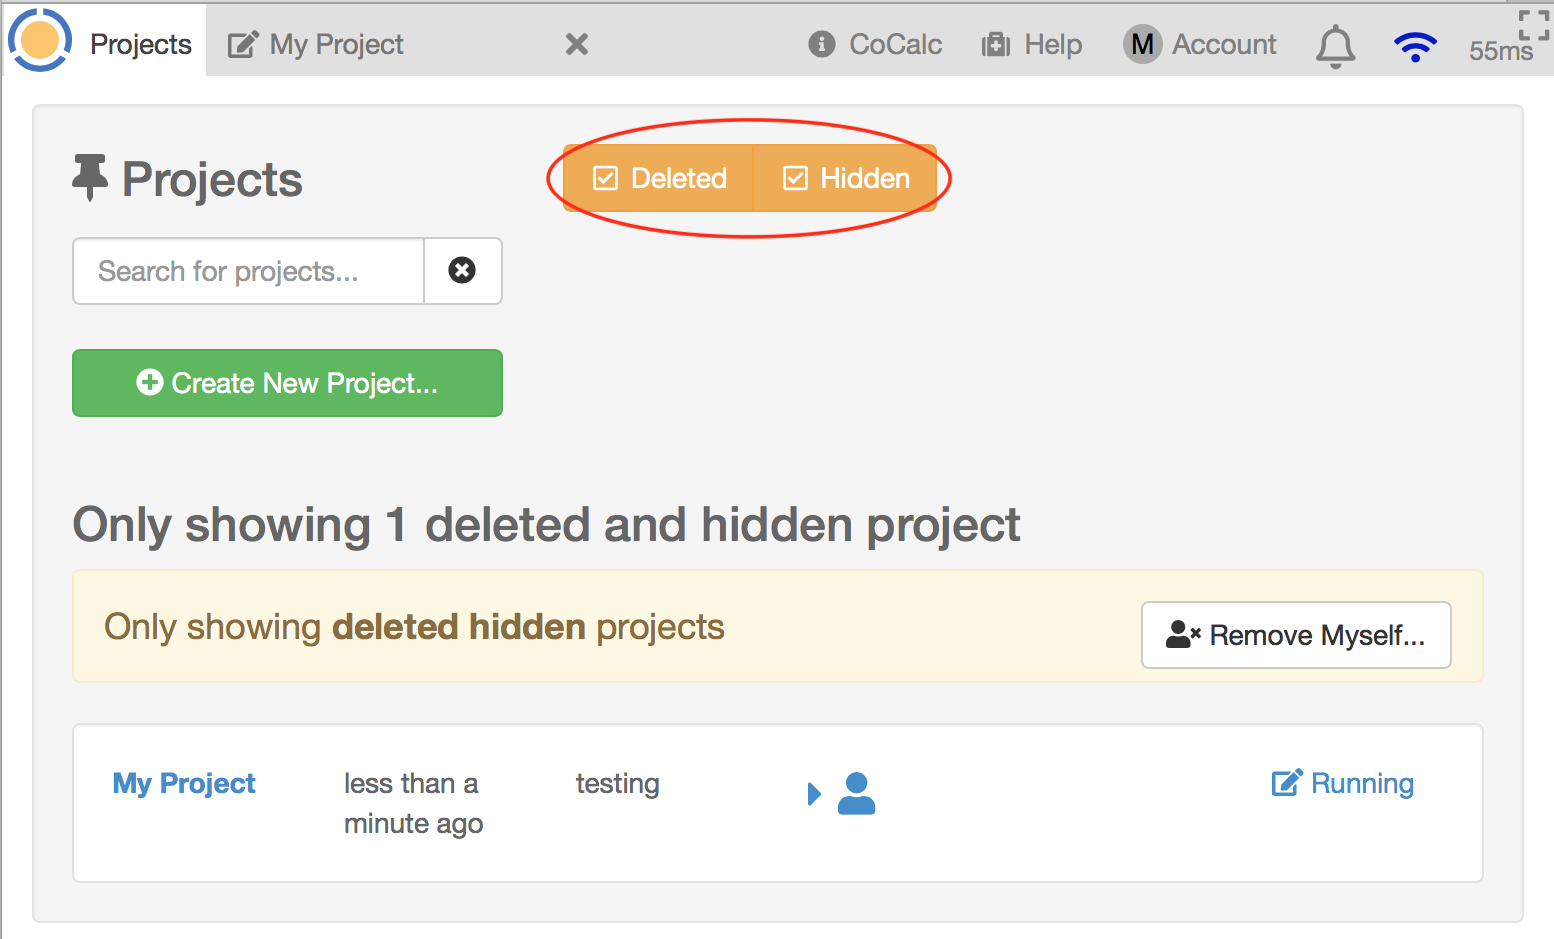 Projects
My Project
CoCalc
Help
M Account
55ms
Projects
Deleted
Hidden
Search for projects...
Create New Project...
Only showing 1 deleted and hidden project
Only showing deleted hidden projects
Remove Myself...
My Project
less than a
minute ago
testing
Running